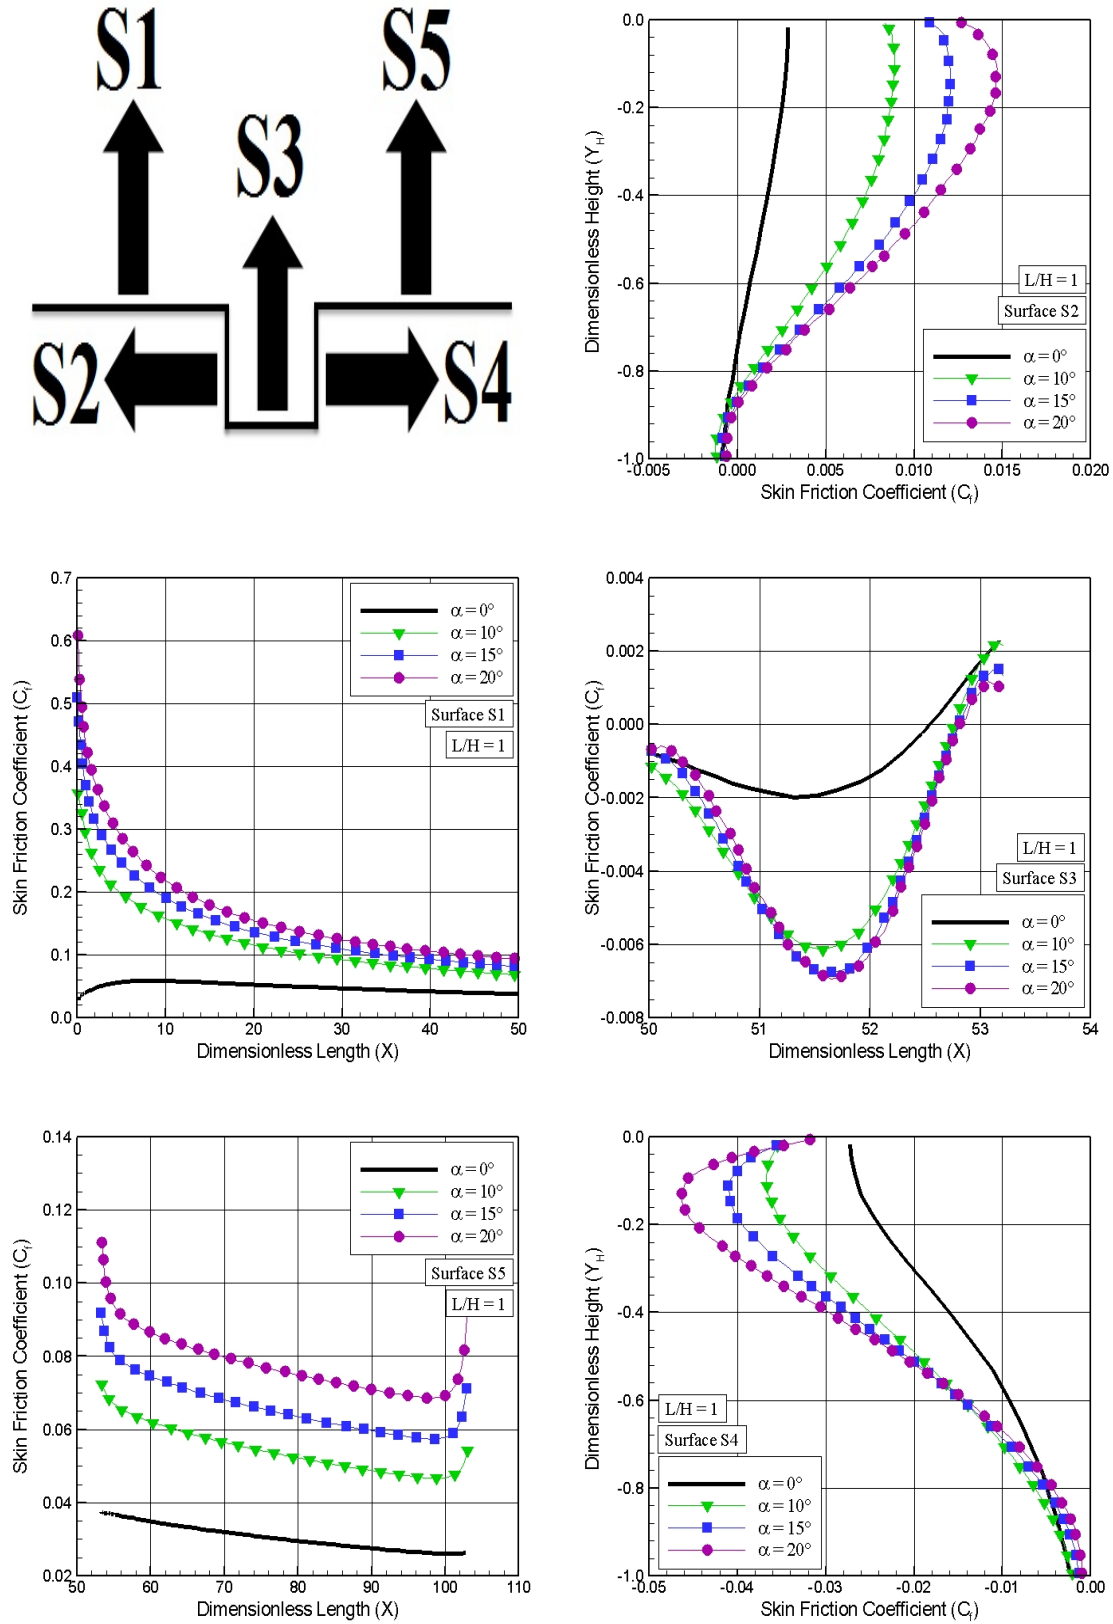 S1
S5
S3
S2
S4
0.0
-0.2
-0.4
-0.6
-0.8
-1.0
Dimensionless Height (Y_H)
L/H = 1
Surface S2
α = 0°
α = 10°
α = 15°
α = 20°
-0.005 0.000 0.005 0.010 0.015 0.020
Skin Friction Coefficient (C_f)
0.7
0.6
0.5
0.4
0.3
0.2
0.1
0.0
Skin Friction Coefficient (C_f)
α = 0°
α = 10°
α = 15°
α = 20°
Surface S1
L/H = 1
0 10 20 30 40 50
Dimensionless Length (X)
0.004
0.002
0.000
-0.002
-0.004
-0.006
-0.008
Skin Friction Coefficient (C_f)
L/H = 1
Surface S3
α = 0°
α = 10°
α = 15°
α = 20°
50 51 52 53 54
Dimensionless Length (X)
0.14
0.12
0.10
0.08
0.06
0.04
0.02
Skin Friction Coefficient (C_f)
α = 0°
α = 10°
α = 15°
α = 20°
Surface S5
L/H = 1
50 60 70 80 90 100 110
Dimensionless Length (X)
0.0
-0.2
-0.4
-0.6
-0.8
-1.0
Dimensionless Height (Y_H)
L/H = 1
Surface S4
α = 0°
α = 10°
α = 15°
α = 20°
-0.05 -0.04 -0.03 -0.02 -0.01 0.00
Skin Friction Coefficient (C_f)